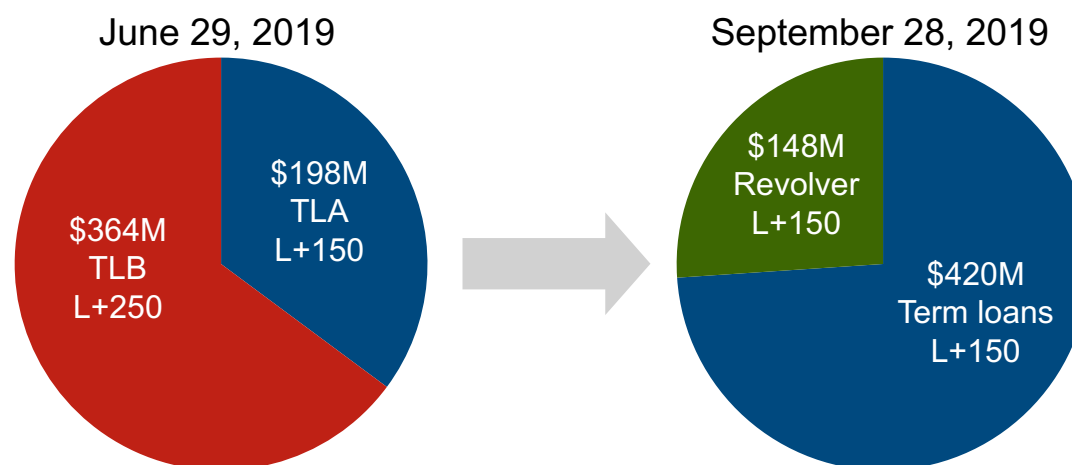 June 29, 2019
$198M
TLA
L+150
$364M
TLB
L+250
September 28, 2019
$148M
Revolver
L+150
$420M
Term loans
L+150